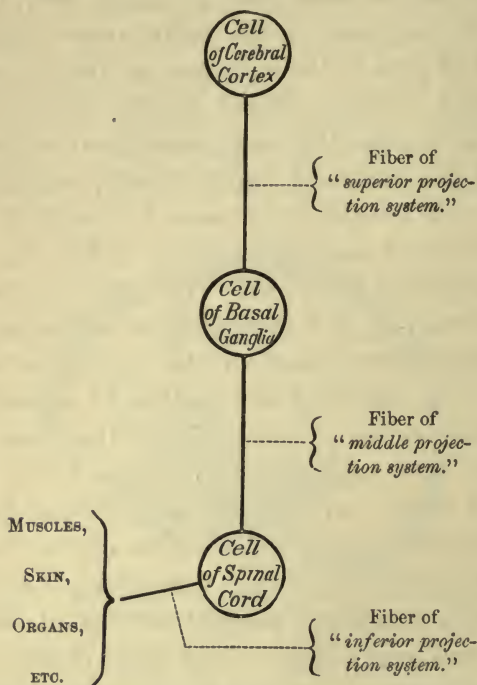 Cell
of Cerebral
Cortex
Fiber of
“superior projec-
tion system.”
Cell
of Basal
Ganglia
Fiber of
“middle projec-
tion system.”
MUSCLES,
SKIN,
ORGANS,
ETC.
Cell
of Spinal
Cord
Fiber of
“inferior projec-
tion system.”